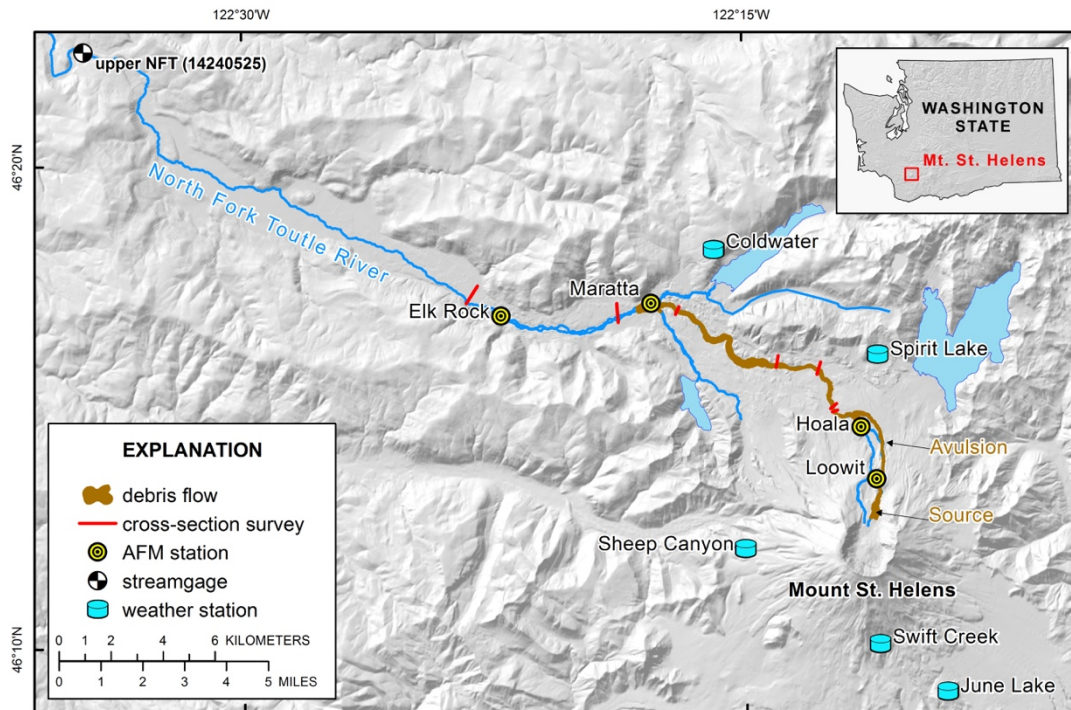 122°30'W
122°15'W
upper NFT (14240525)
WASHINGTON
STATE
Mt. St. Helens
46°20'N
North Fork Toutle River
Coldwater
Maratta
Elk Rock
Spirit Lake
Hoala
Avulsion
Loowit
Source
EXPLANATION
debris flow
cross-section survey
AFM station
streamgage
weather station
0 1 2 4 6 KILOMETERS
0 1 2 3 4 5 MILES
Sheep Canyon
Mount St. Helens
46°10'N
Swift Creek
June Lake